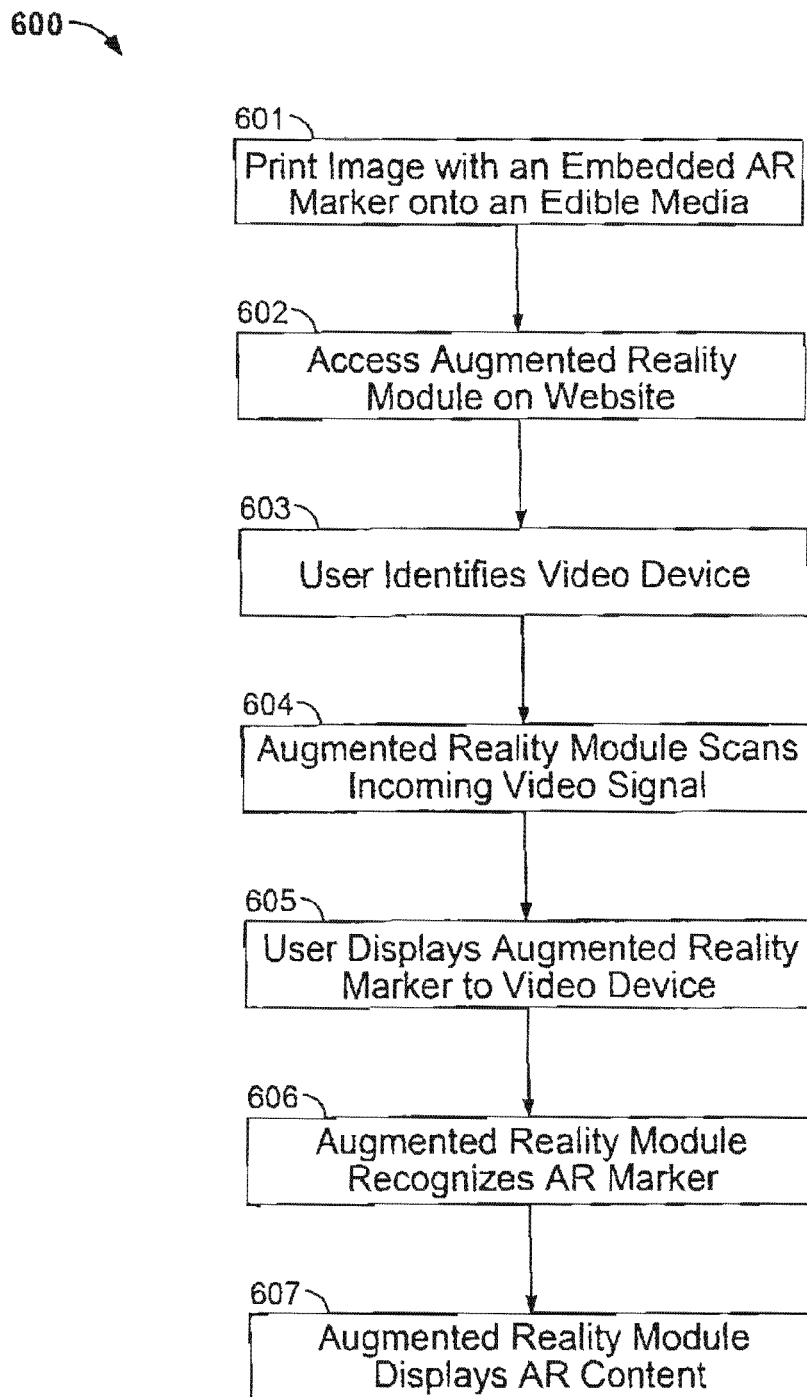 600
601
Print Image with an Embedded AR
Marker onto an Edible Media
602
Access Augmented Reality
Module on Website
603
User Identifies Video Device
604
Augmented Reality Module Scans
Incoming Video Signal
605
User Displays Augmented Reality
Marker to Video Device
606
Augmented Reality Module
Recognizes AR Marker
607
Augmented Reality Module
Displays AR Content